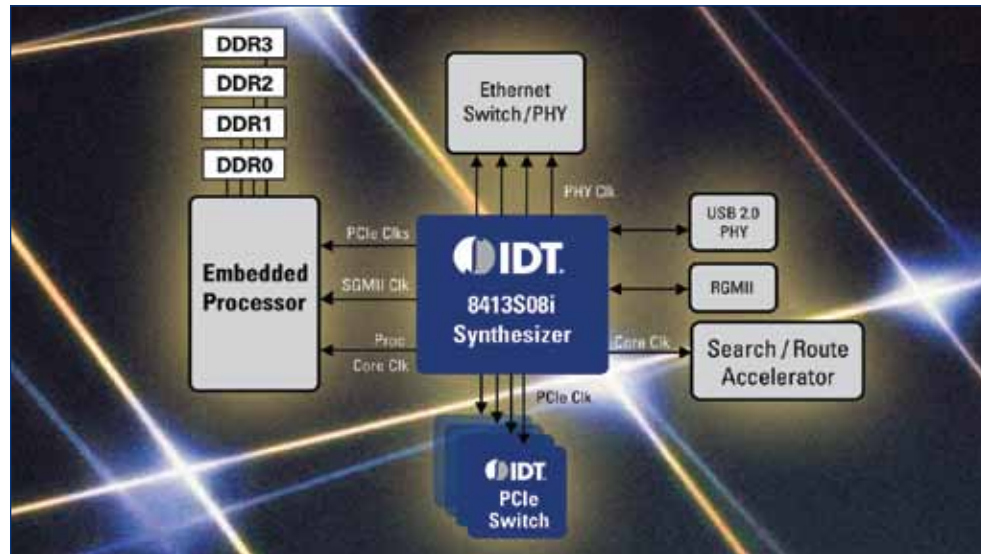 DDR3
DDR2
DDR1
DDR0
Ethernet
Switch/PHY
PHY Clk
Embedded
Processor
PCIe Clks
SGMII Clk
Proc
Core Clk
IDT.
8413S08i
Synthesizer
USB 2.0
PHY
RGMII
Core Clk
Search / Route
Accelerator
PCIe Clk
IDT.
PCIe
Switch